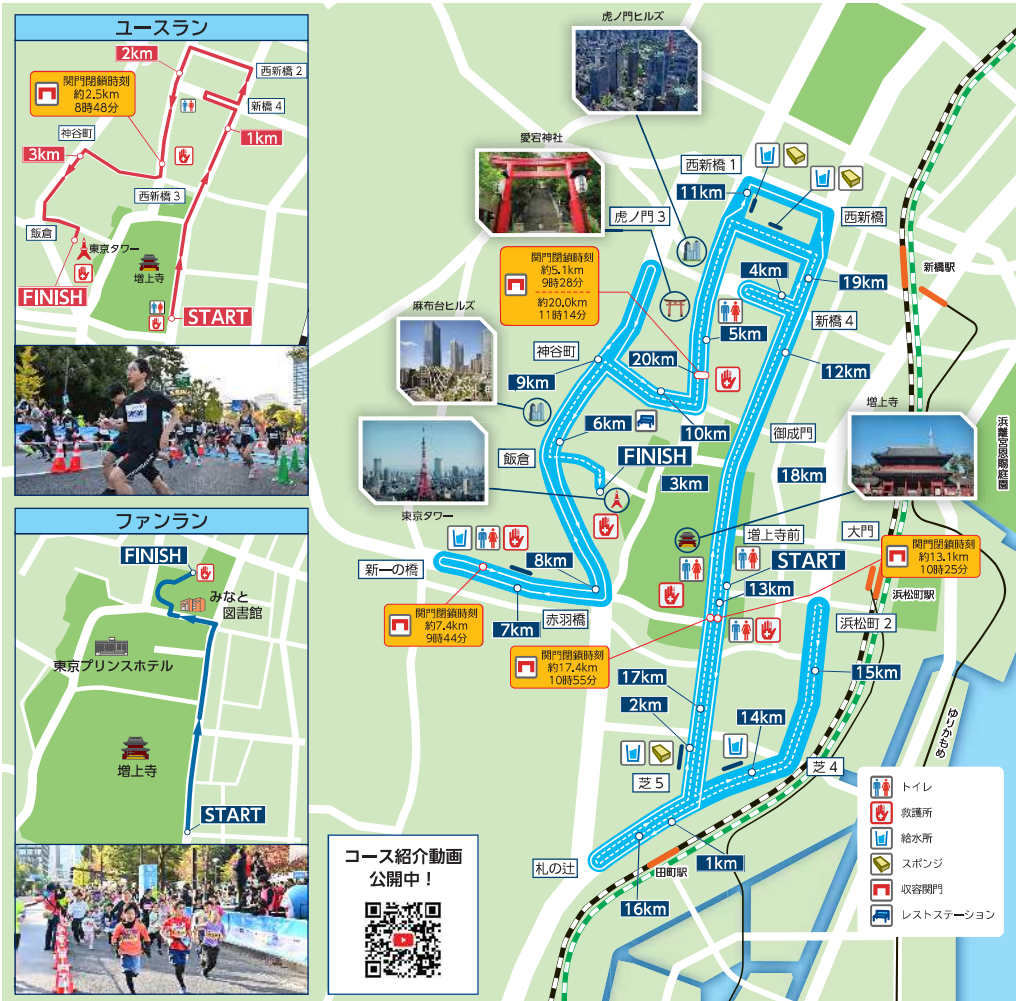 ユースラン
2km
関門閉鎖時刻
約2.5km
8時48分
西新橋 2
新橋 4
1km
神谷町
3km
西新橋 3
飯倉
東京タワー
増上寺
FINISH
START
ファンラン
FINISH
みなと
図書館
東京プリンスホテル
増上寺
START
虎ノ門ヒルズ
愛宕神社
西新橋 1
11km
虎ノ門 3
西新橋
関門閉鎖時刻
約5.1km
9時28分
約20.0km
11時14分
4km
19km
新橋駅
麻布台ヒルズ
新橋 4
5km
神谷町
20km
9km
12km
増上寺
6km
10km
御成門
浜離宮恩賜庭園
飯倉
FINISH
3km
18km
東京タワー
増上寺前
大門
関門閉鎖時刻
約13.1km
10時25分
新一の橋
8km
START
13km
浜松町駅
関門閉鎖時刻
約7.4km
9時44分
7km
赤羽橋
浜松町 2
関門閉鎖時刻
約17.4km
10時55分
15km
17km
2km
14km
ゆりかもめ
芝 5
芝 4
札の辻
田町駅
1km
16km
コース紹介動画
公開中！
トイレ
救護所
給水所
スポンジ
収容関門
レストステーション